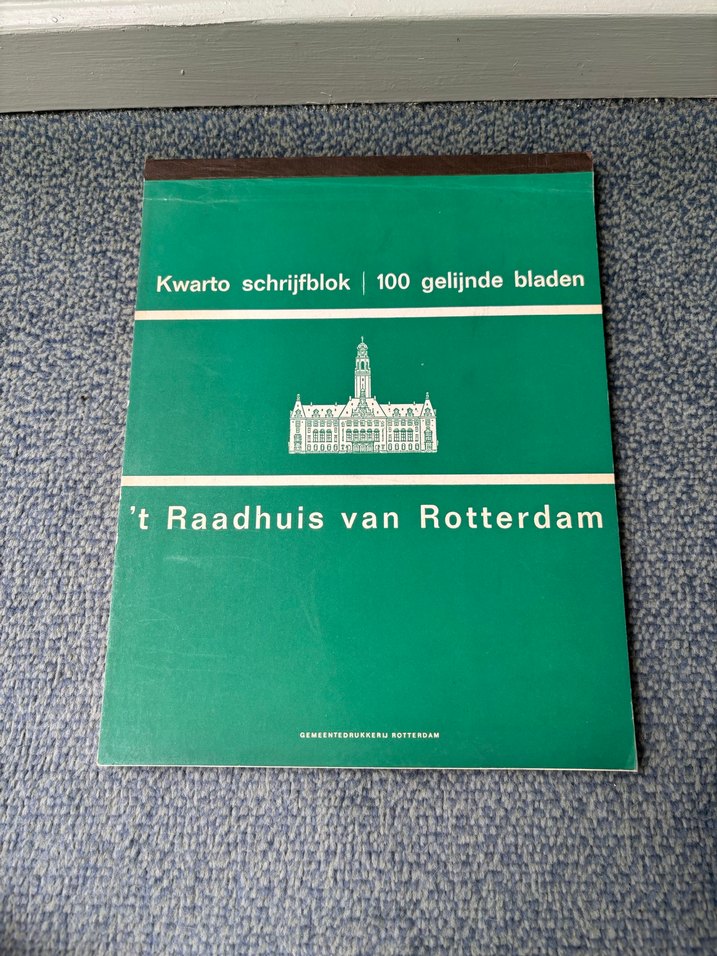 Kwarto schrijfblok | 100 gelijnde bladen
't Raadhuis van Rotterdam
GEMEENTEDRUKKERIJ ROTTERDAM